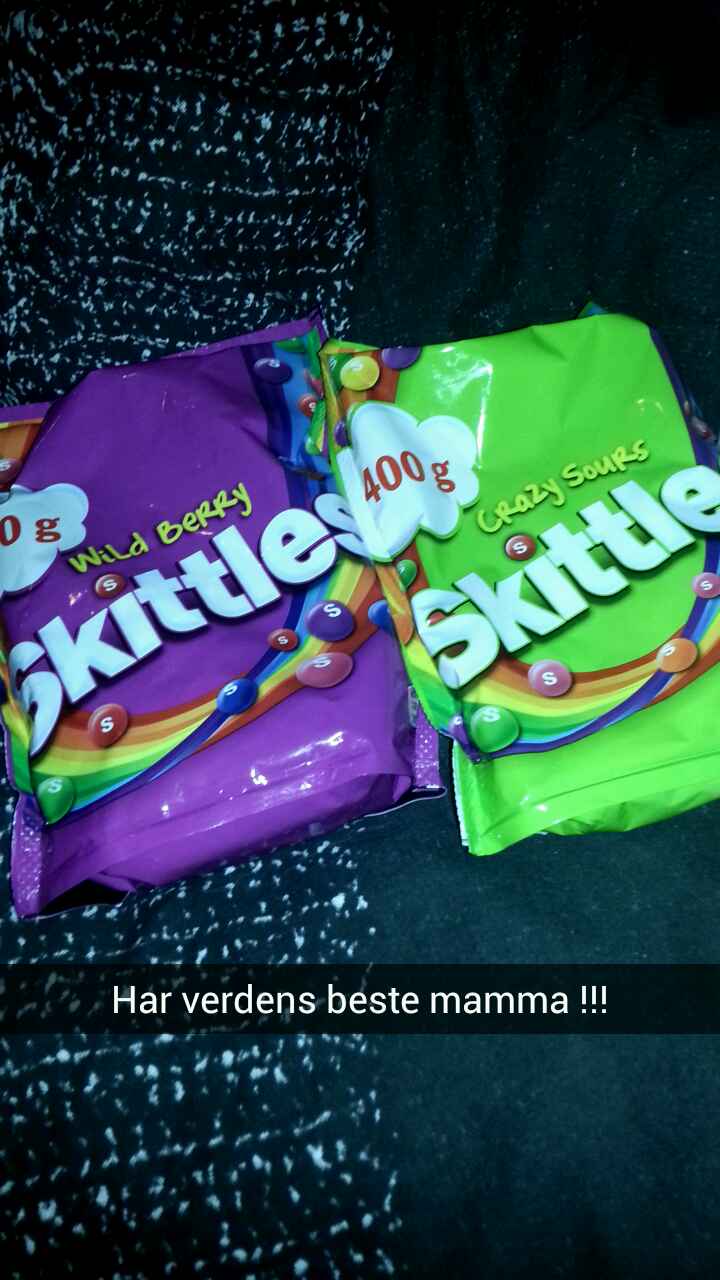 0 g
Wild Berry
Skittles
400 g
Crazy Sours
Skittle
Har verdens beste mamma !!!